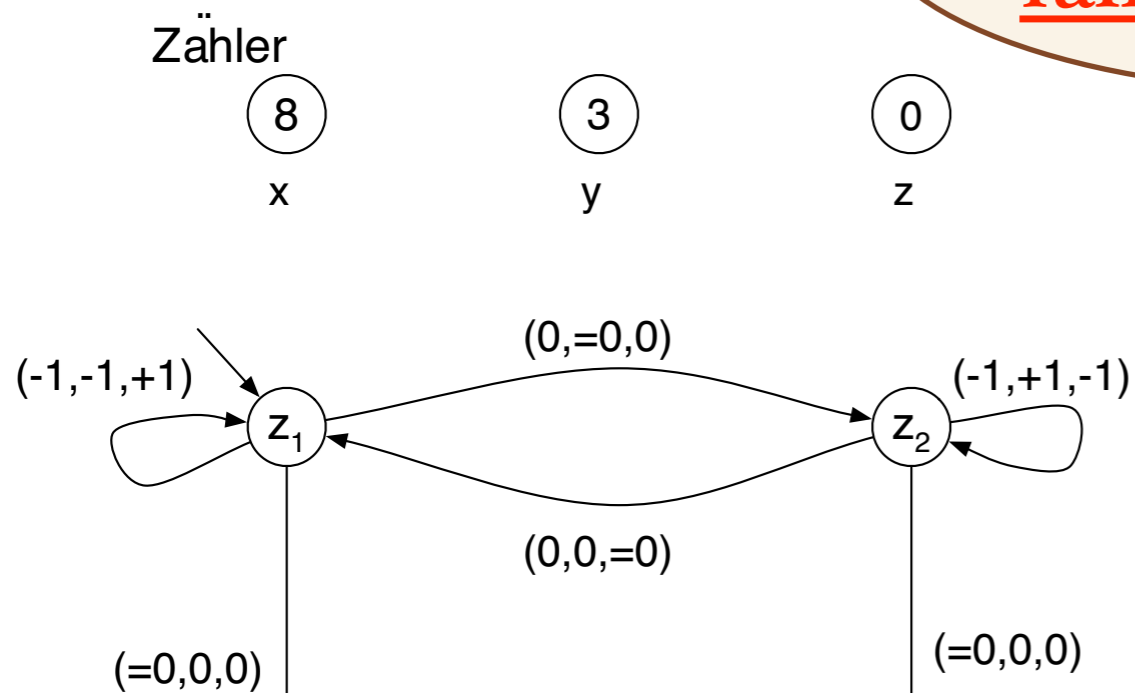 Zähler
8 3 0
x y z
(0,=0,0)
(-1,-1,+1) (-1,+1,-1)
z1 z2
(0,0,=0)
(=0,0,0) (=0,0,0)